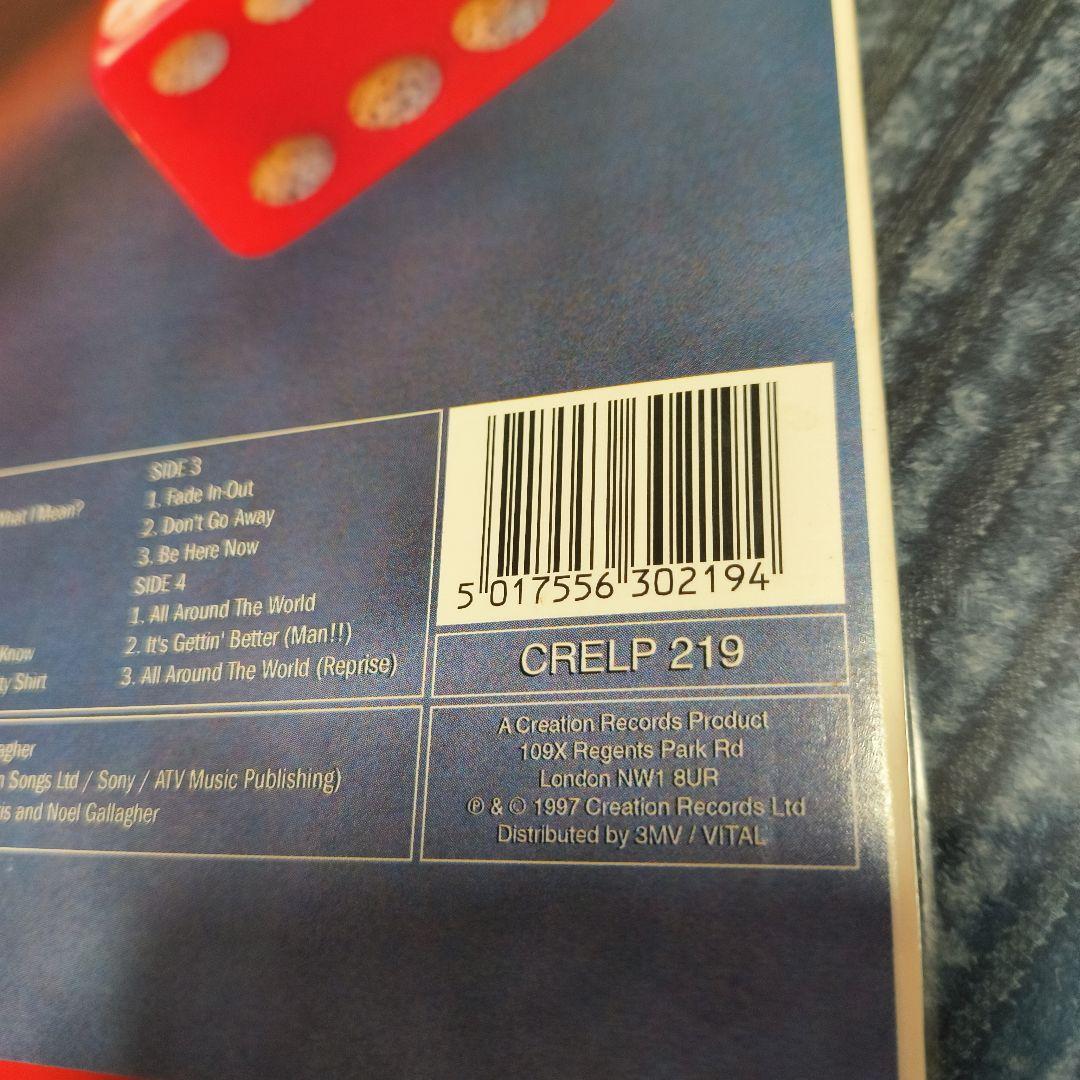 What I Mean?
Know
ty Shirt
SIDE 3
1. Fade In-Out
2. Don't Go Away
3. Be Here Now
SIDE 4
1. All Around The World
2. It's Gettin' Better (Man!!)
3. All Around The World (Reprise)
agher
n Songs Ltd / Sony / ATV Music Publishing)
is and Noel Gallagher
5 017556 302194
CRELP 219
A Creation Records Product
109X Regents Park Rd
London NW1 8UR
℗ & © 1997 Creation Records Ltd
Distributed by 3MV / VITAL